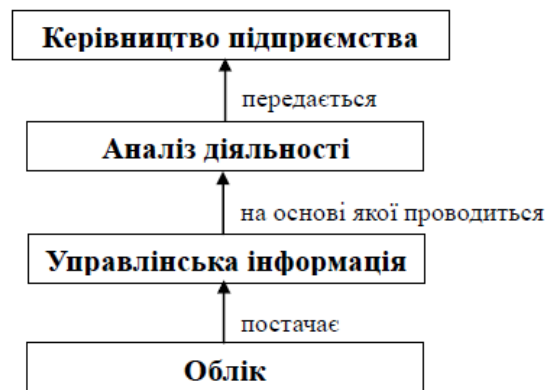 Керівництво підприємства
передається
Аналіз діяльності
на основі якої проводиться
Управлінська інформація
постачає
Облік